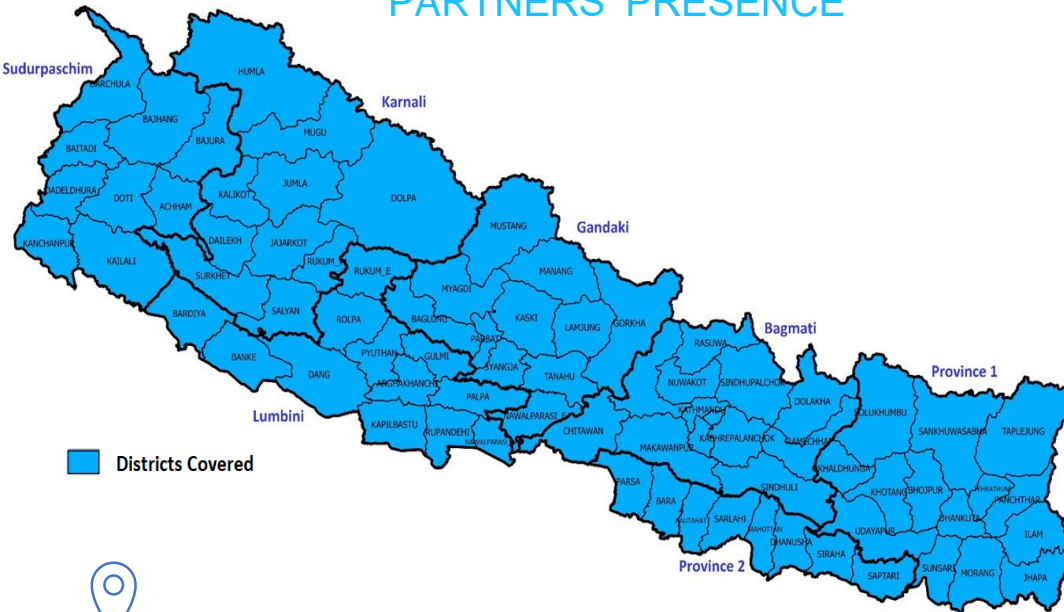 PARTNERS' PRESENCE
Sudurpaschim
DARCHULA
HUMLA
Karnali
BAJHANG
BAJURA
MUGU
BAITADI
DADELDHURA
DOTI
ACHHAM
KALIKOT
JUMLA
DOLPA
MUSTANG
Gandaki
KANCHANPUR
KAILALI
DAILEKH
JAJARKOT
RUKUM_
RUKUM_E
MANANG
SURKHET
MYAGDI
BARDIYA
SALYAN
ROLPA
BAGLUNG
KASKI
LAMJUNG
GORKHA
Bagmati
BANKE
DANG
PYUTHAN
GULMI
PARBAT
SYANGJA
TANAHU
RASUWA
Province 1
ARGHAKHANCHI
PALPA
NUWAKOT
SINDHUPALCHOK
DOLAKHA
SOLUKHUMBU
SANKHUWASABHA
TAPLEJUNG
Lumbini
KAPILBASTU
RUPANDEHI
NAWALPARASI_
NAWALPARASI_E
CHITAWAN
KATHMANDU
KABHREPALANCHOK
RAMECHHAP
MAKAWANPUR
OKHALDHUNGA
Districts Covered
PARSA
BARA
SINDHULI
KHOTANG
BHOJPUR
TEHRATHUM
PANCHTHAR
RAUTAHAT
SARLAHI
MAHOTTARI
DHANUSHA
SIRAHA
UDAYAPUR
DHANKUTA
ILAM
Province 2
SAPTARI
SUNSARI
MORANG
JHAPA